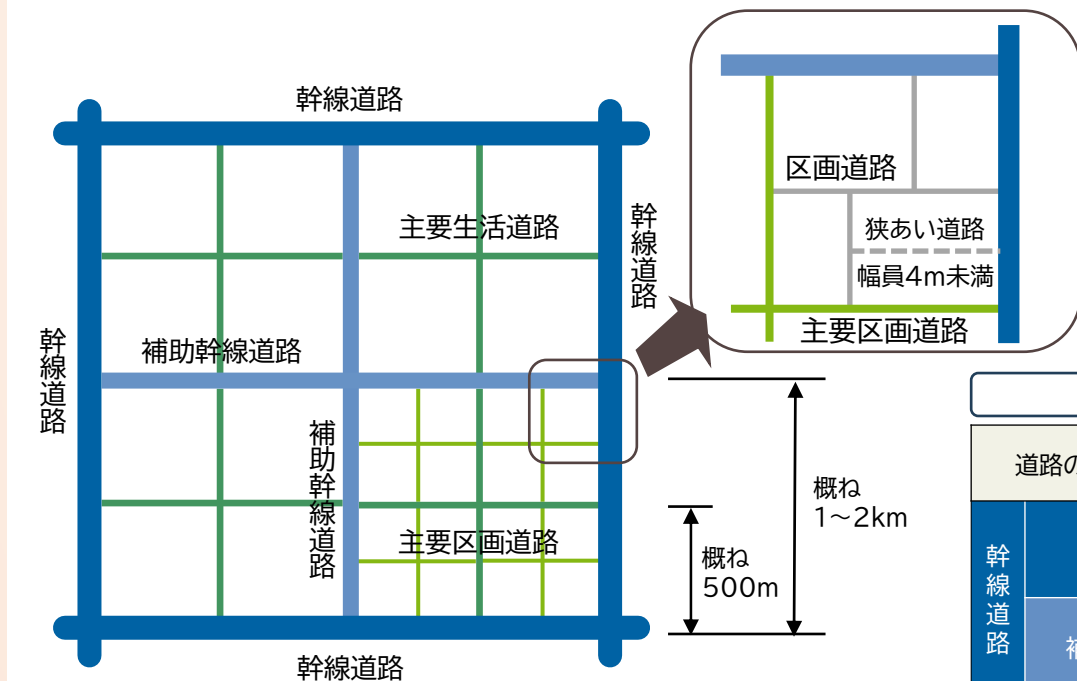 幹線道路
主要生活道路
幹線道路
幹線道路
補助幹線道路
補助幹線道路
主要区画道路
幹線道路
区画道路
狭あい道路
幅員4m未満
主要区画道路
概ね
1～2km
概ね
500m
道路の
幹線道路
補